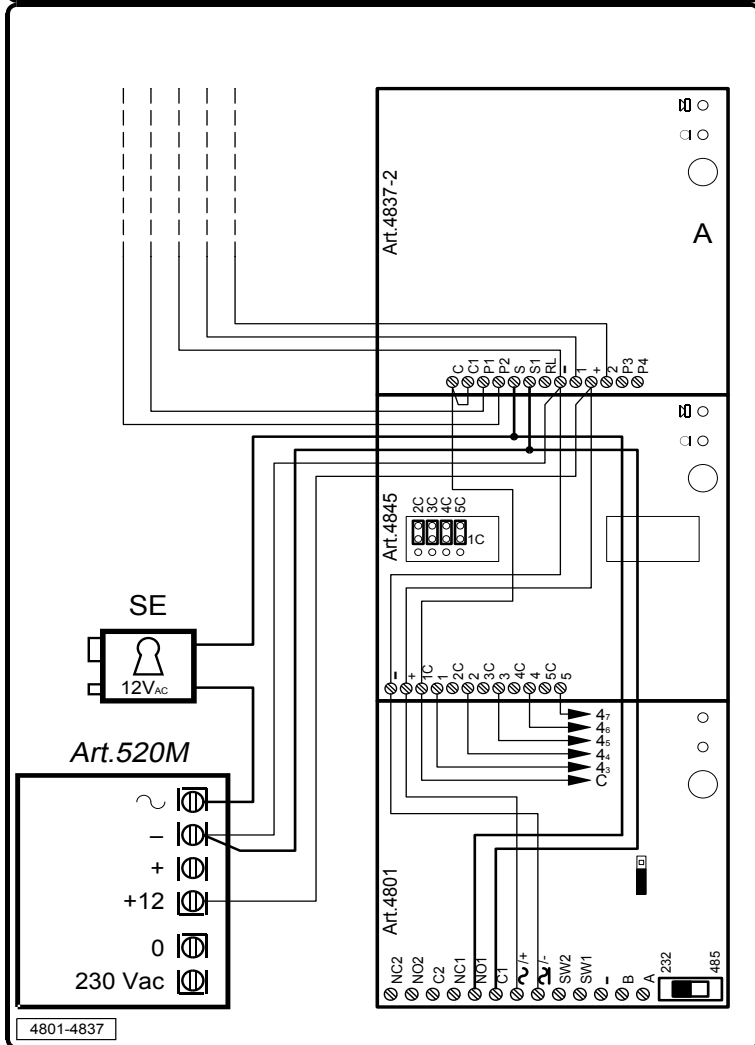 Art.4837-2
A
C
C1
P1
P2
S
S1
RL
–
1
+
2
P3
P4
Art.4845
2C
3C
4C
5C
1C
SE
12VAC
–
+
1C
1
2C
2
3C
3
4C
4
5C
5
4₇
4₆
4₅
4₄
4₃
C
Art.520M
–
+
+12
0
230 Vac
Art.4801
NC2
NO2
C2
NC1
NO1
C1
∿/+
∿/-
SW2
SW1
–
B
A
232
485
4801-4837